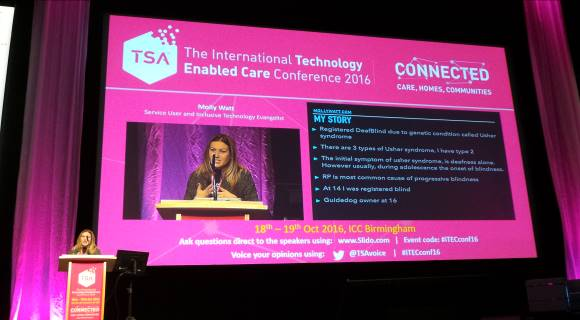 TSA
The International Technology
Enabled Care Conference 2016
CONNECTED
CARE, HOMES, COMMUNITIES
Molly Watt
Service User and Inclusive Technology Evangelist
MOLLYWATT.COM
MY STORY
Registered DeafBlind due to genetic condition called Usher
syndrome
There are 3 types of Usher syndrome, I have type 2
The initial symptom of usher syndrome, is deafness alone.
However usually, during adolescence the onset of blindness.
RP is most common cause of progressive blindness
At 14 I was registered blind
Guidedog owner at 16
18th – 19th Oct 2016, ICC Birmingham
Ask questions direct to the speakers using: www.Slido.com | Event code: #ITECconf16
Voice your opinions using: @TSAvoice | #ITECconf16
TSA